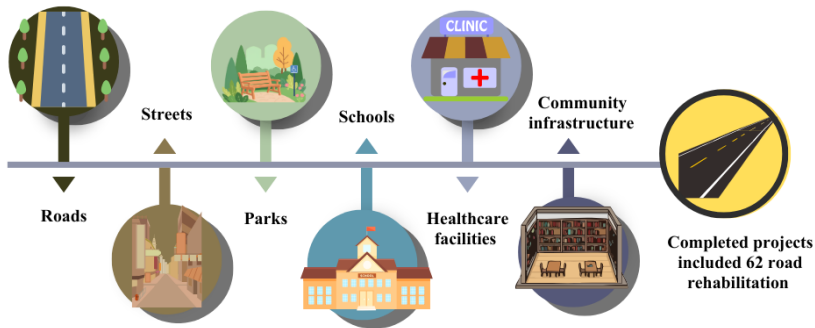 CLINIC
Streets
Schools
Community
infrastructure
Roads
Parks
Healthcare
facilities
Completed projects
included 62 road
rehabilitation